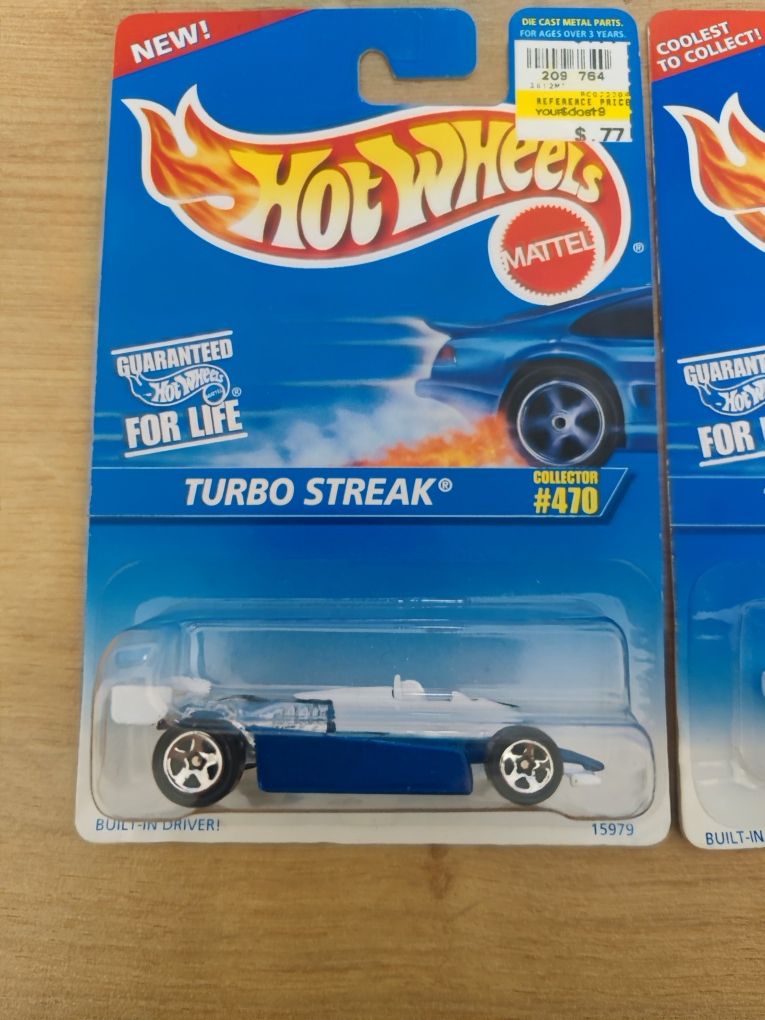 NEW!
DIE CAST METAL PARTS.
FOR AGES OVER 3 YEARS.
209 764
REFERENCE PRICE
$.77
HOT WHEELS
MATTEL
®
GUARANTEED
HOT WHEELS
®
FOR LIFE
TURBO STREAK®
COLLECTOR
#470
BUILT-IN DRIVER!
15979
COOLEST
TO COLLECT!
GUARANT
HOT W
FOR
BUILT-IN